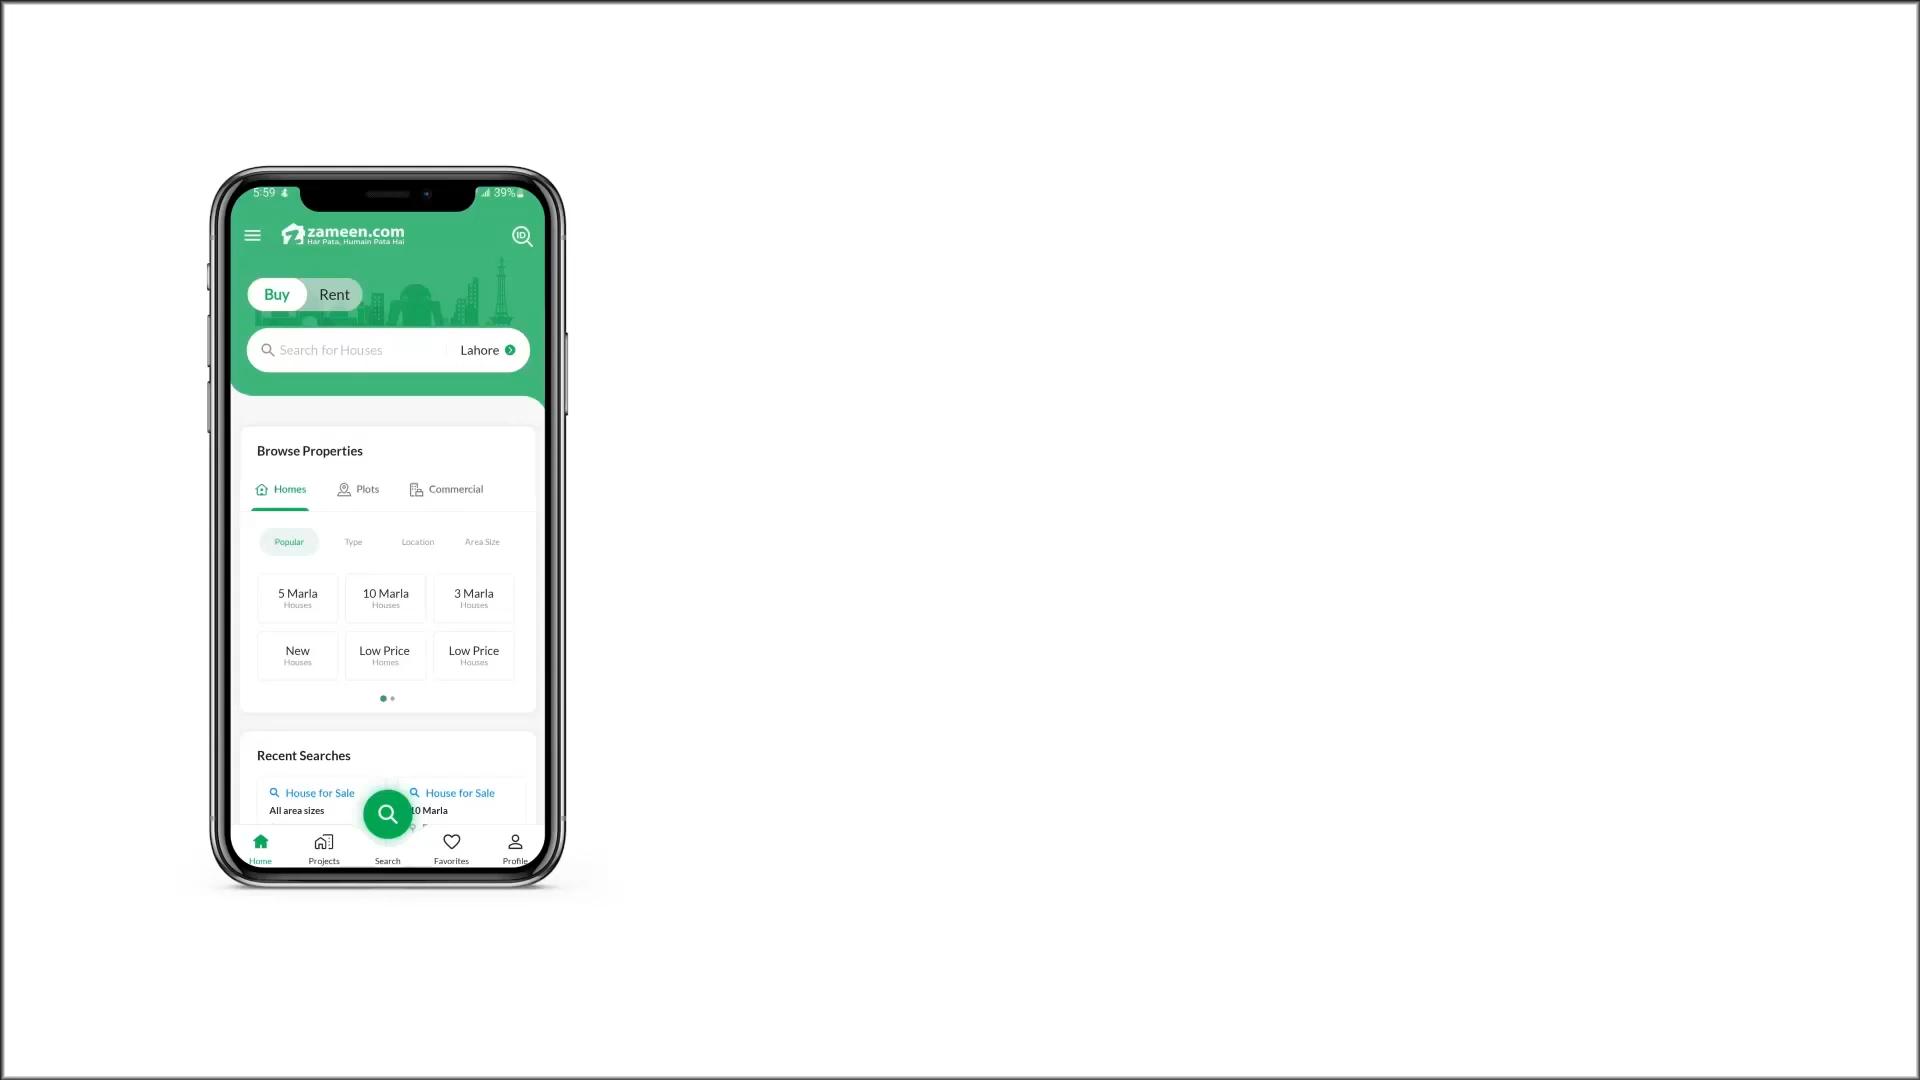 5:59
39%
zameen.com
Har Pata, Humain Pata Hai
ID
Buy Rent
Search for Houses Lahore
Browse Properties
Homes Plots Commercial
Popular Type Location Area Size
5 Marla 10 Marla 3 Marla
Houses Houses Houses
New Low Price Low Price
Houses Homes Houses
Recent Searches
House for Sale House for Sale
All area sizes 10 Marla
Home Projects Search Favorites Profile